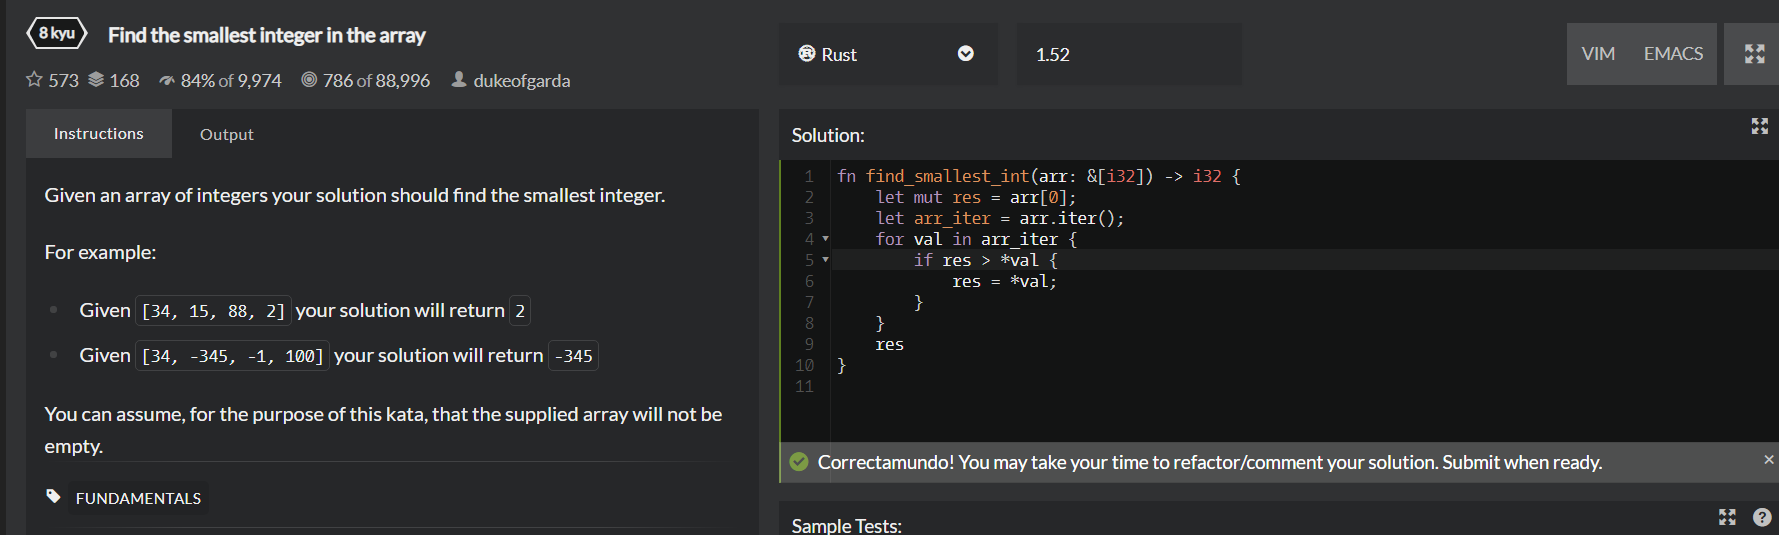 8 kyu
Find the smallest integer in the array
573 168 84% of 9,974 786 of 88,996 dukeofgarda
Instructions
Output
Given an array of integers your solution should find the smallest integer.
For example:
Given [34, 15, 88, 2] your solution will return 2
Given [34, -345, -1, 100] your solution will return -345
You can assume, for the purpose of this kata, that the supplied array will not be
empty.
FUNDAMENTALS
Rust
1.52
VIM
EMACS
Solution:
1 fn find_smallest_int(arr: &[i32]) -> i32 {
2 let mut res = arr[0];
3 let arr_iter = arr.iter();
4 for val in arr_iter {
5 if res > *val {
6 res = *val;
7 }
8 }
9 res
10 }
11
Correctamundo! You may take your time to refactor/comment your solution. Submit when ready.
×
Sample Tests:
?